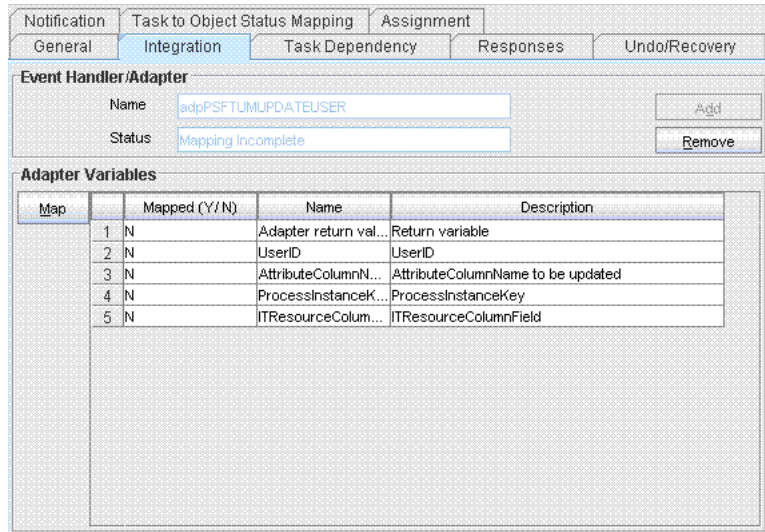 Notification Task to Object Status Mapping Assignment
General Integration Task Dependency Responses Undo/Recovery
Event Handler/Adapter
Name adpPSFTUMUPDATEUSER Add
Status Mapping Incomplete Remove
Adapter Variables
Map Mapped (Y/N) Name Description
1 N Adapter return val... Return variable
2 N UserID UserID
3 N AttributeColumnN... AttributeColumnName to be updated
4 N ProcessInstanceK... ProcessInstanceKey
5 N ITResourceColum... ITResourceColumnField